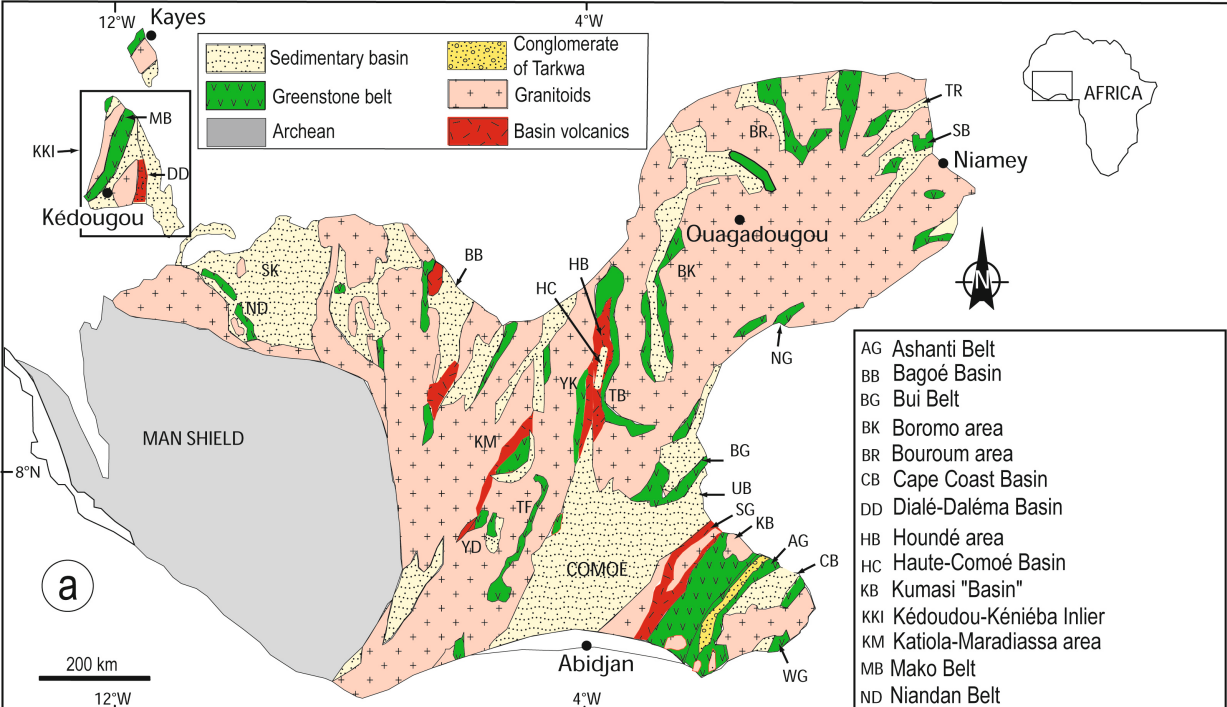 12°W
4°W
Kayes
Sedimentary basin
Greenstone belt
Archean
Conglomerate
of Tarkwa
Granitoids
Basin volcanics
AFRICA
MB
KKI
DD
Kédougou
TR
BR
SB
Niamey
Ouagadougou
SK
ND
BB
HB
HC
BK
N
NG
YK
TB
MAN SHIELD
KM
8°N
BG
UB
TF
SG
KB
YD
AG
COMOE
CB
a
WG
Abidjan
200 km
12°W
4°W
AG Ashanti Belt
BB Bagoé Basin
BG Bui Belt
BK Boromo area
BR Bouroum area
CB Cape Coast Basin
DD Dialé-Daléma Basin
HB Houndé area
HC Haute-Comoé Basin
KB Kumasi "Basin"
KKI Kédoudou-Kéniéba Inlier
KM Katiola-Maradiassa area
MB Mako Belt
ND Niandan Belt